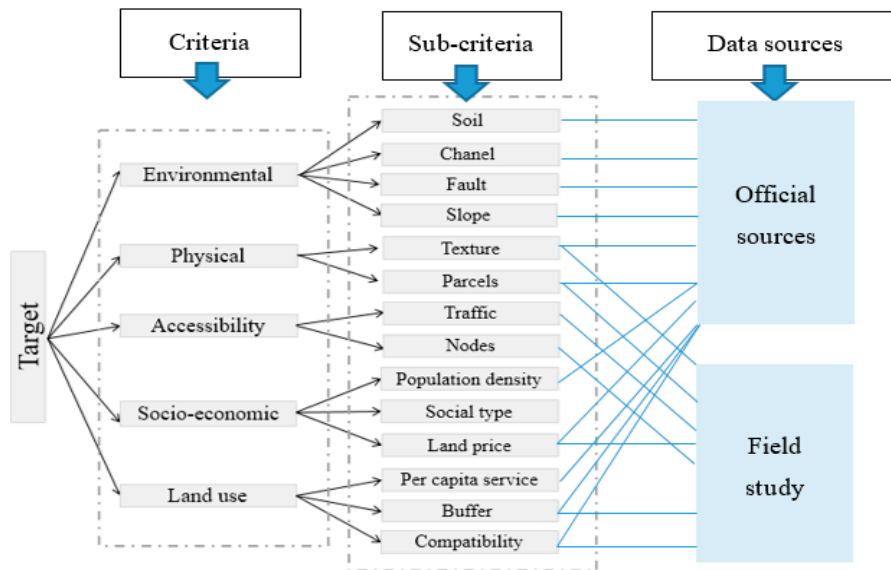 Criteria
Sub-criteria
Data sources
Target
Environmental
Physical
Accessibility
Socio-economic
Land use
Soil
Chanel
Fault
Slope
Texture
Parcels
Traffic
Nodes
Population density
Social type
Land price
Per capita service
Buffer
Compatibility
Official
sources
Field
study